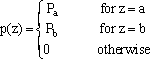 Pa for z = a
p(z) = Pb for z = b
0 otherwise